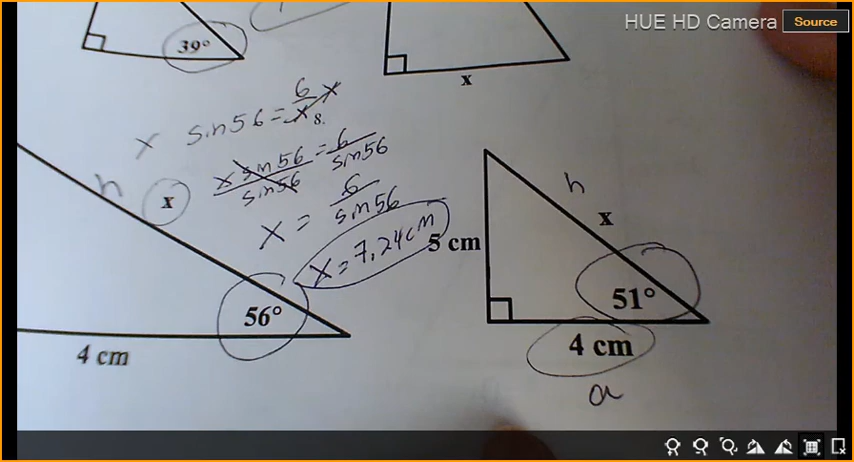 HUE HD Camera
Source
39°
x
x sin56 = 6/x x
8.
x sin56/sin56 = 6/sin56
x = 6/sin56
x = 7.24cm
h
x
56°
4 cm
h
x
5 cm
51°
4 cm
a